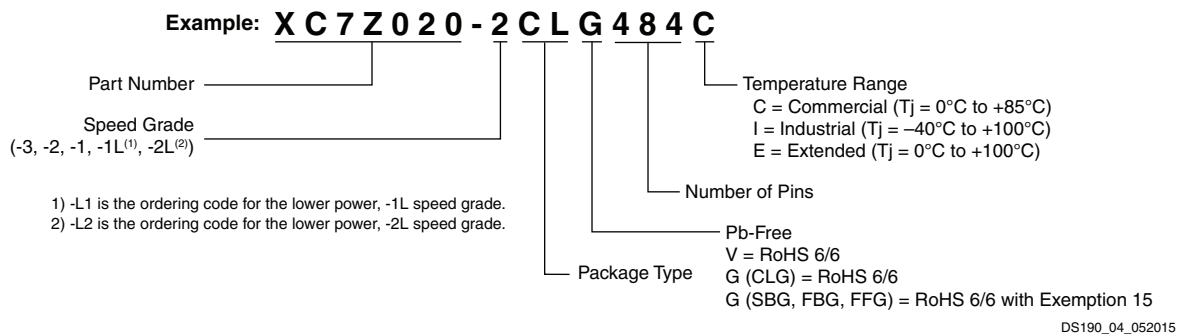 Example: XC7Z020-2CLG484C
Part Number
Speed Grade
(-3, -2, -1, -1L(1), -2L(2))
1) -L1 is the ordering code for the lower power, -1L speed grade.
2) -L2 is the ordering code for the lower power, -2L speed grade.
Temperature Range
C = Commercial (Tj = 0°C to +85°C)
I = Industrial (Tj = –40°C to +100°C)
E = Extended (Tj = 0°C to +100°C)
Number of Pins
Pb-Free
V = RoHS 6/6
G (CLG) = RoHS 6/6
G (SBG, FBG, FFG) = RoHS 6/6 with Exemption 15
Package Type
DS190_04_052015